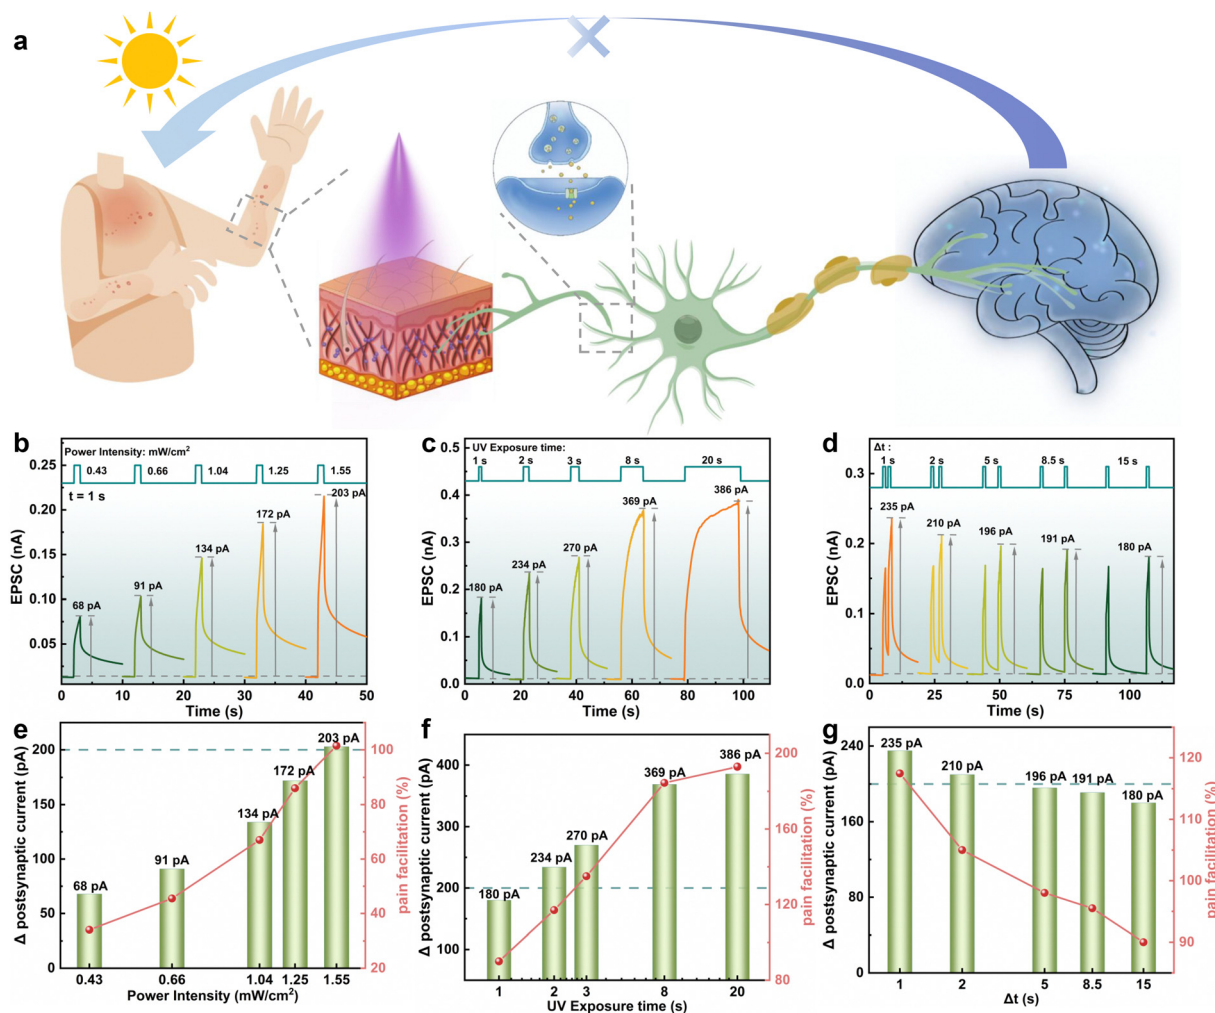 a
b
Power Intensity: mW/cm²
0.25
0.43
0.66
1.04
1.25
1.55
t = 1 s
203 pA
0.20
172 pA
0.15
134 pA
0.10
91 pA
68 pA
0.05
EPSC (nA)
0 10 20 30 40 50
Time (s)
c
UV Exposure time:
0.5
1 s
2 s
3 s
8 s
20 s
0.4
369 pA
386 pA
0.3
270 pA
234 pA
0.2
180 pA
0.1
0.0
EPSC (nA)
0 20 40 60 80 100
Time (s)
d
Δt :
1 s
2 s
5 s
8.5 s
15 s
0.3
235 pA
210 pA
196 pA
191 pA
180 pA
0.2
0.1
0.0
EPSC (nA)
0 25 50 75 100
Time (s)
e
203 pA
200
172 pA
150
134 pA
100
91 pA
68 pA
50
0
Δ postsynaptic current (pA)
100
80
60
40
20
pain facilitation (%)
0.43 0.66 1.04 1.25 1.55
Power Intensity (mW/cm²)
f
386 pA
369 pA
400
350
300
270 pA
250
234 pA
200
180 pA
150
100
Δ postsynaptic current (pA)
200
160
120
80
pain facilitation (%)
1 2 3 8 20
UV Exposure time (s)
g
240
235 pA
210 pA
196 pA
191 pA
180 pA
180
120
60
0
Δ postsynaptic current (pA)
120
110
100
90
pain facilitation (%)
1 2 5 8.5 15
Δt (s)